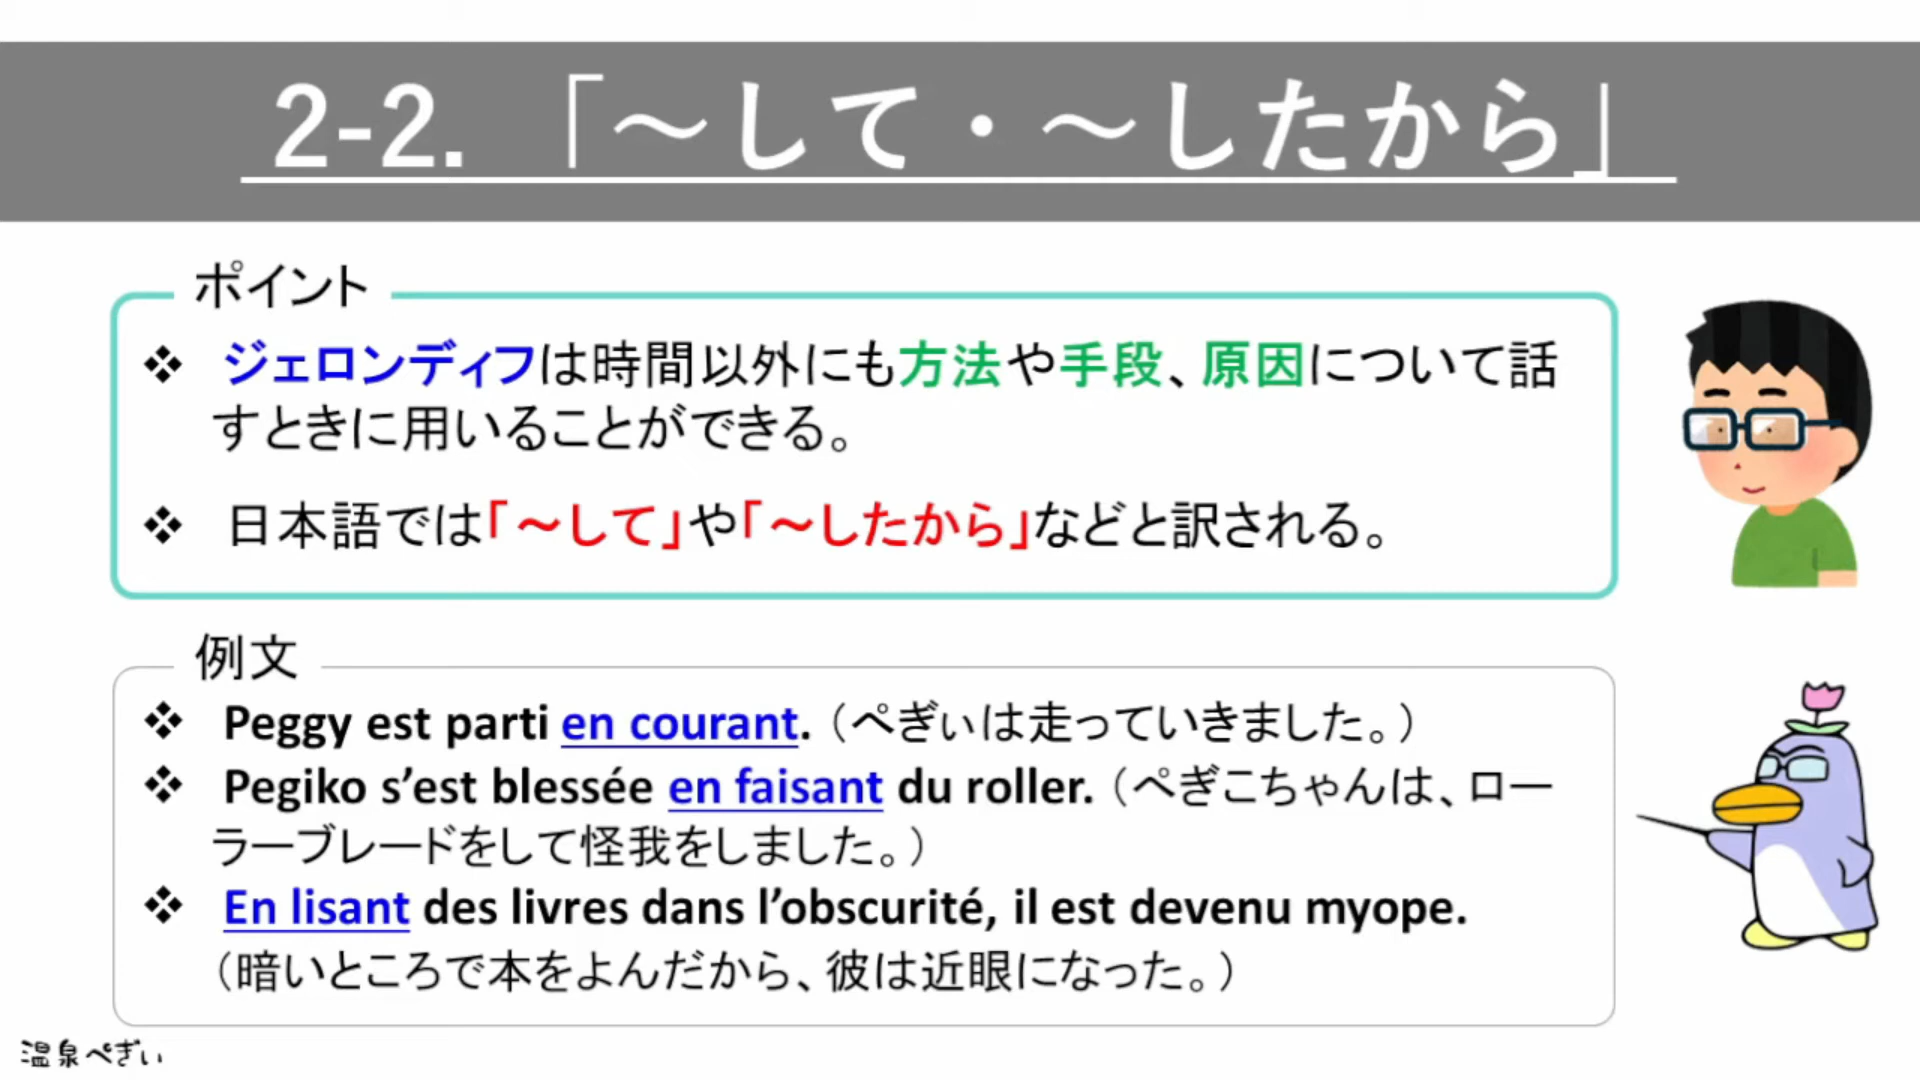 2-2. 「～して・～したから」
ポイント
❖ ジェロンディフは時間以外にも方法や手段、原因について話
すときに用いることができる。
❖ 日本語では「～して」や「～したから」などと訳される。
例文
❖ Peggy est parti en courant.（ぺぎぃは走っていきました。）
❖ Pegiko s’est blessée en faisant du roller.（ぺぎこちゃんは、ロー
ラーブレードをして怪我をしました。）
❖ En lisant des livres dans l’obscurité, il est devenu myope.
（暗いところで本をよんだから、彼は近眼になった。）
温泉ぺぎぃ